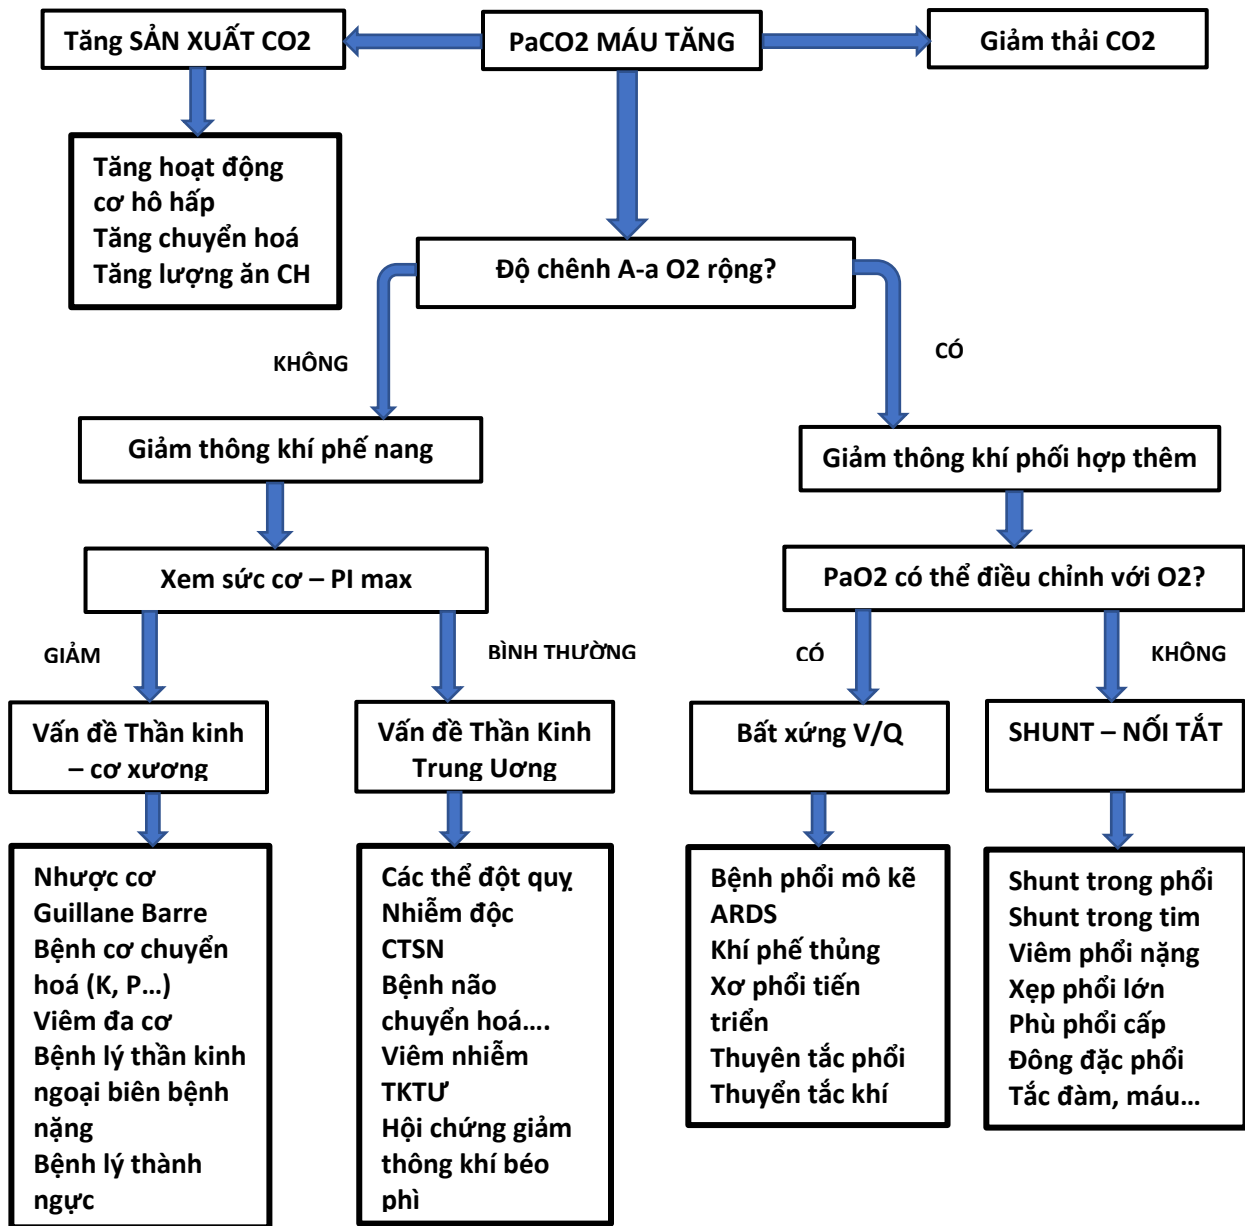 Tăng SẢN XUẤT CO2
PaCO2 MÁU TĂNG
Giảm thải CO2
Tăng hoạt động
cơ hô hấp
Tăng chuyển hoá
Tăng lượng ăn CH
Độ chênh A-a O2 rộng?
KHÔNG
CÓ
Giảm thông khí phế nang
Giảm thông khí phối hợp thêm
Xem sức cơ – PI max
PaO2 có thể điều chỉnh với O2?
GIẢM
BÌNH THƯỜNG
CÓ
KHÔNG
Vấn đề Thần kinh
– cơ xương
Vấn đề Thần Kinh
Trung Uơng
Bất xứng V/Q
SHUNT – NỐI TẮT
Nhược cơ
Guillane Barre
Bệnh cơ chuyển
hoá (K, P...)
Viêm đa cơ
Bệnh lý thần kinh
ngoại biên bệnh
nặng
Bệnh lý thành
ngực
Các thể đột quỵ
Nhiễm độc
CTSN
Bệnh não
chuyển hoá....
Viêm nhiễm
TKTƯ
Hội chứng giảm
thông khí béo
phì
Bệnh phổi mô kẽ
ARDS
Khí phế thủng
Xơ phổi tiến
triển
Thuyên tắc phổi
Thuyển tắc khí
Shunt trong phổi
Shunt trong tim
Viêm phổi nặng
Xẹp phổi lớn
Phù phổi cấp
Đông đặc phổi
Tắc đàm, máu...